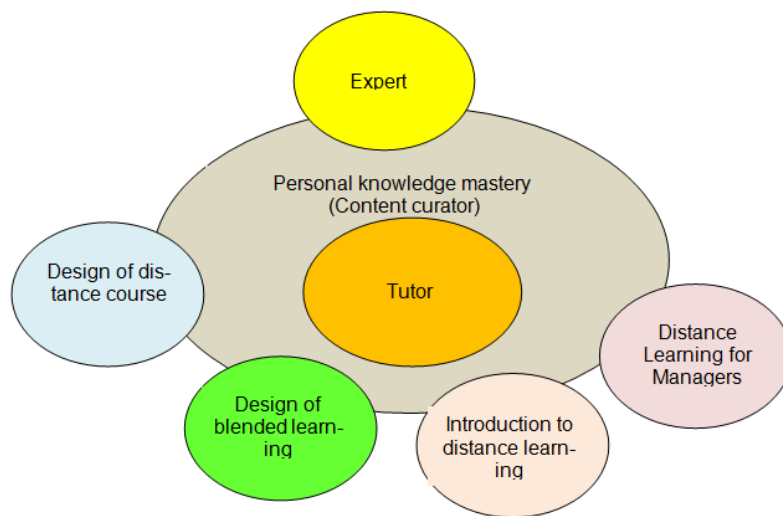 Expert
Personal knowledge mastery
(Content curator)
Design of dis-
tance course
Tutor
Distance
Learning for
Managers
Design of
blended learn-
ing
Introduction to
distance learn-
ing